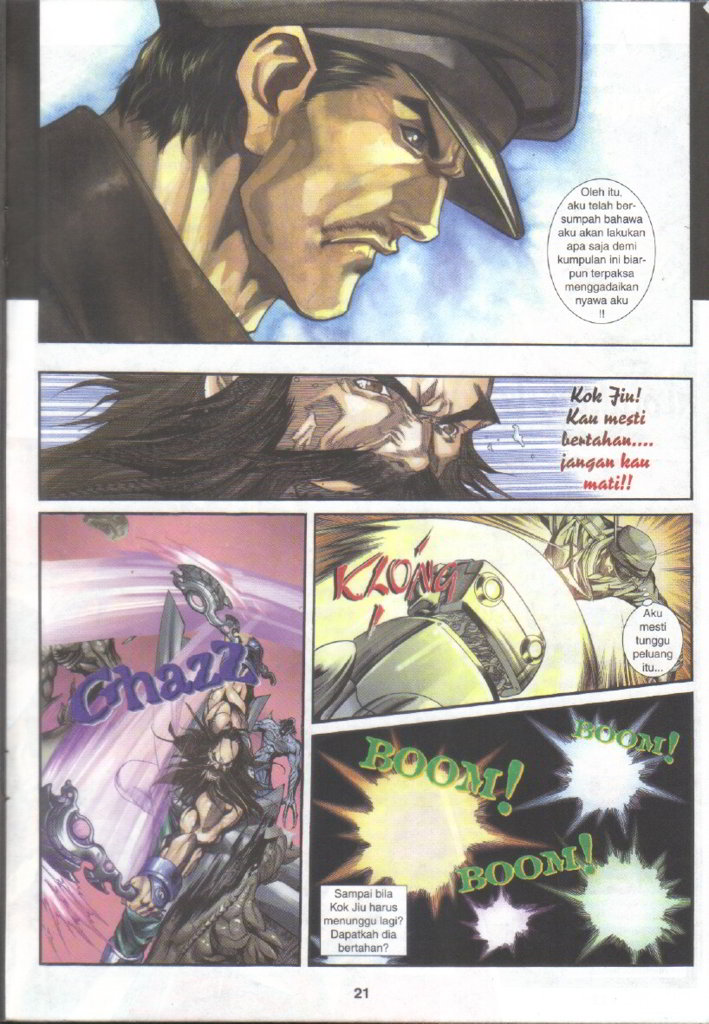 Oleh itu,
aku telah ber-
sumpah bahawa
aku akan lakukan
apa saja demi
kumpulan ini biar-
pun terpaksa
menggadaikan
nyawa aku
!!
Kok Jiu!
Kau mesti
bertahan....
jangan kau
mati!!
Ghazz
KLONG
!
Aku
mesti
tunggu
peluang
itu...
BOOM!
BOOM!
BOOM!
Sampai bila
Kok Jiu harus
menunggu lagi?
Dapatkah dia
bertahan?
21